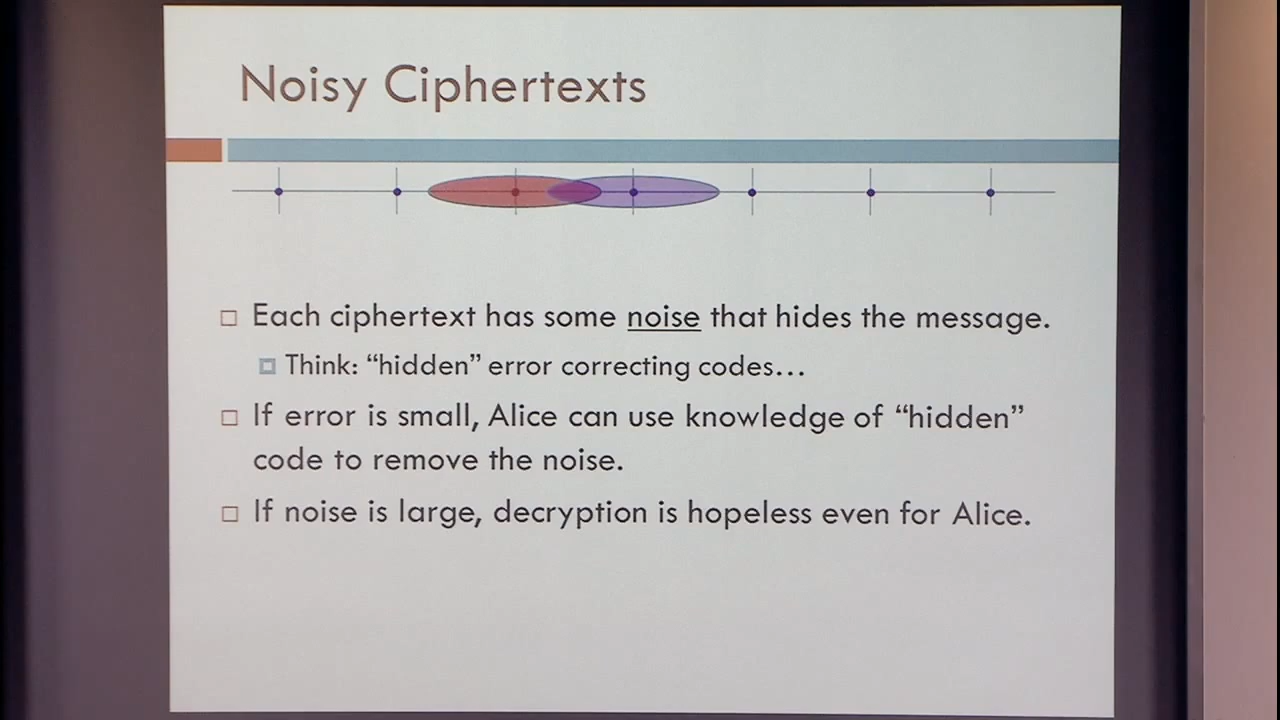 Noisy Ciphertexts
Each ciphertext has some noise that hides the message.
Think: “hidden” error correcting codes…
If error is small, Alice can use knowledge of “hidden”
code to remove the noise.
If noise is large, decryption is hopeless even for Alice.